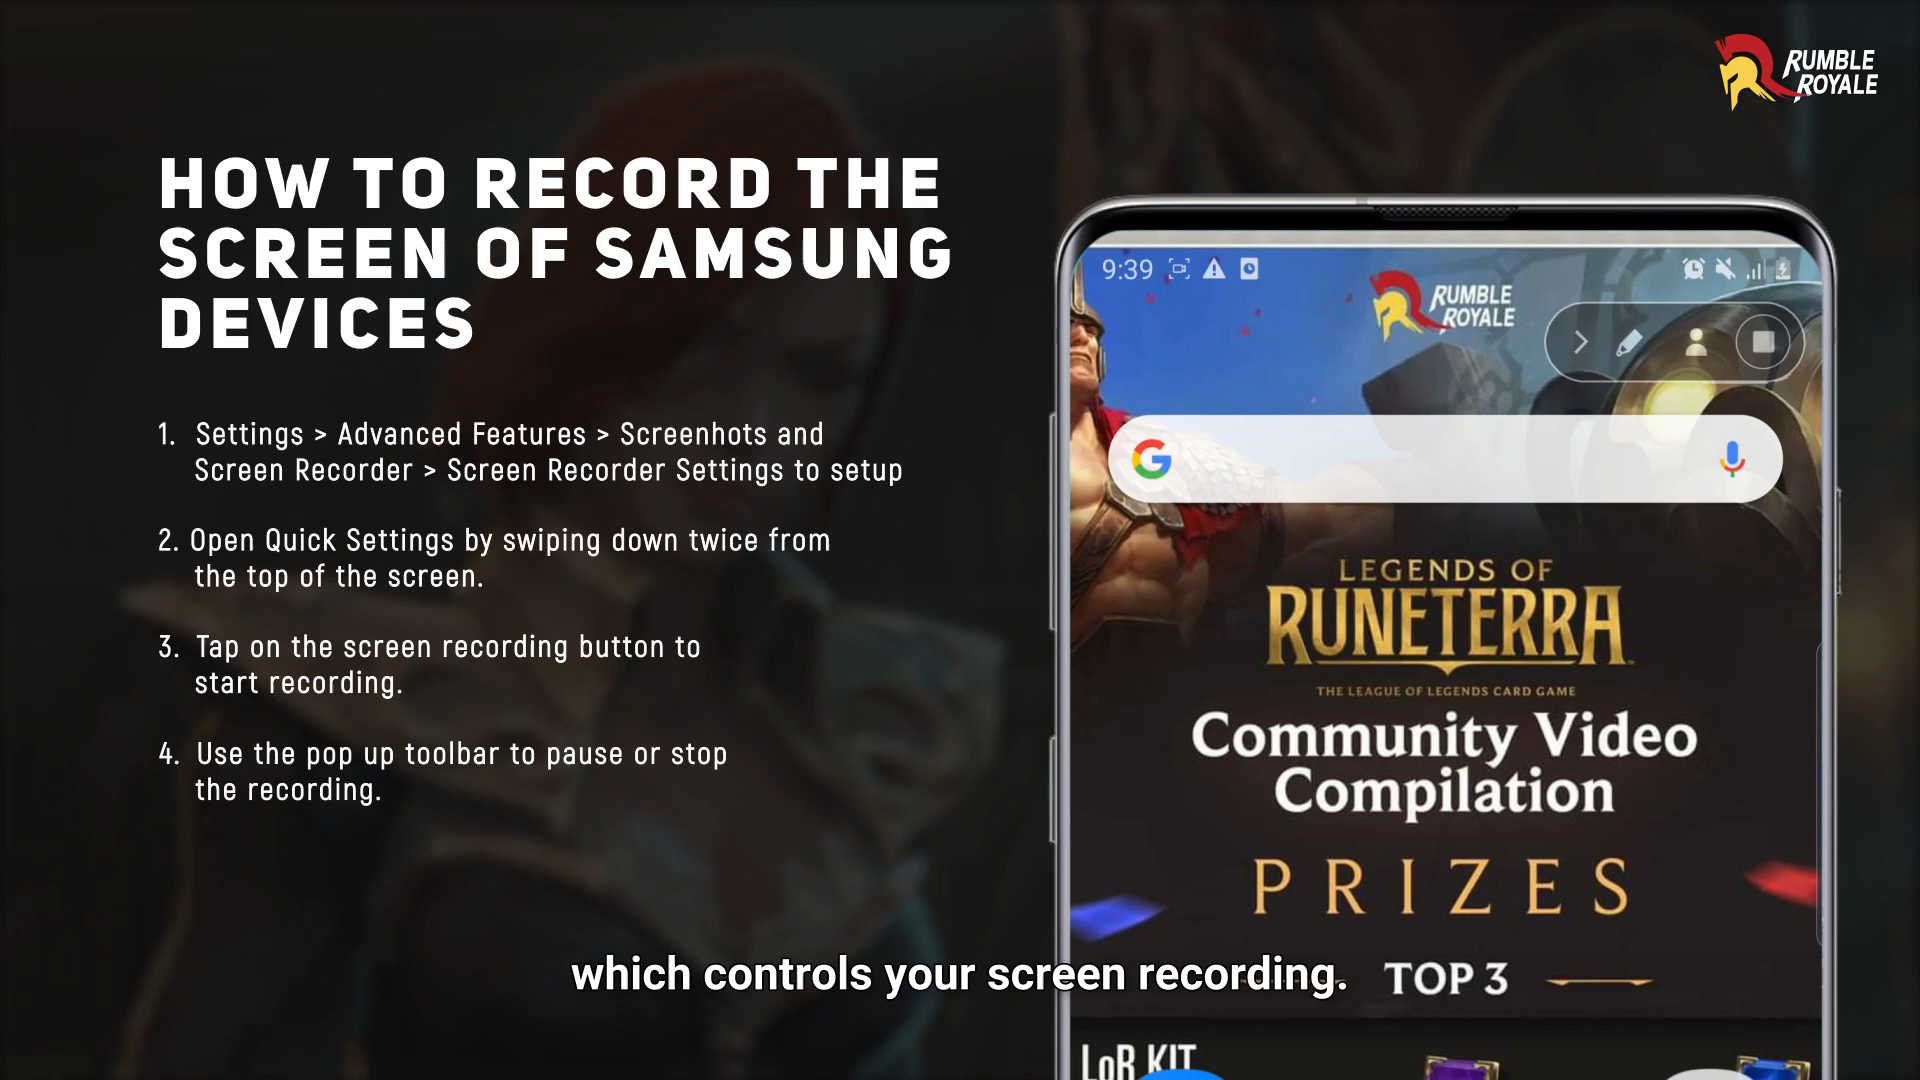 RUMBLE
ROYALE
HOW TO RECORD THE
SCREEN OF SAMSUNG
DEVICES
1. Settings > Advanced Features > Screenhots and
Screen Recorder > Screen Recorder Settings to setup
2. Open Quick Settings by swiping down twice from
the top of the screen.
3. Tap on the screen recording button to
start recording.
4. Use the pop up toolbar to pause or stop
the recording.
9:39
RUMBLE
ROYALE
LEGENDS OF
RUNETERRA
THE LEAGUE OF LEGENDS CARD GAME
Community Video
Compilation
PRIZES
TOP 3
which controls your screen recording.
LoR KIT